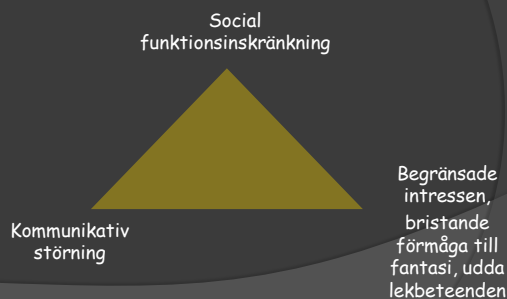 Social
funktionsinskränkning
Begränsade
intressen,
bristande
förmåga till
fantasi, udda
lekbeteenden
Kommunikativ
störning